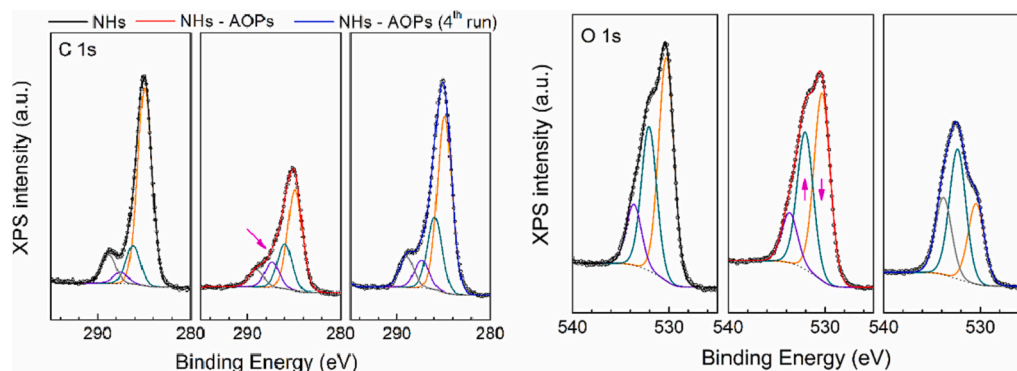 NHs NHs - AOPs NHs - AOPs (4th run)
C 1s
O 1s
XPS intensity (a.u.)
XPS intensity (a.u.)
290 280 290 280 290 280
540 530 540 530 540 530
Binding Energy (eV)
Binding Energy (eV)